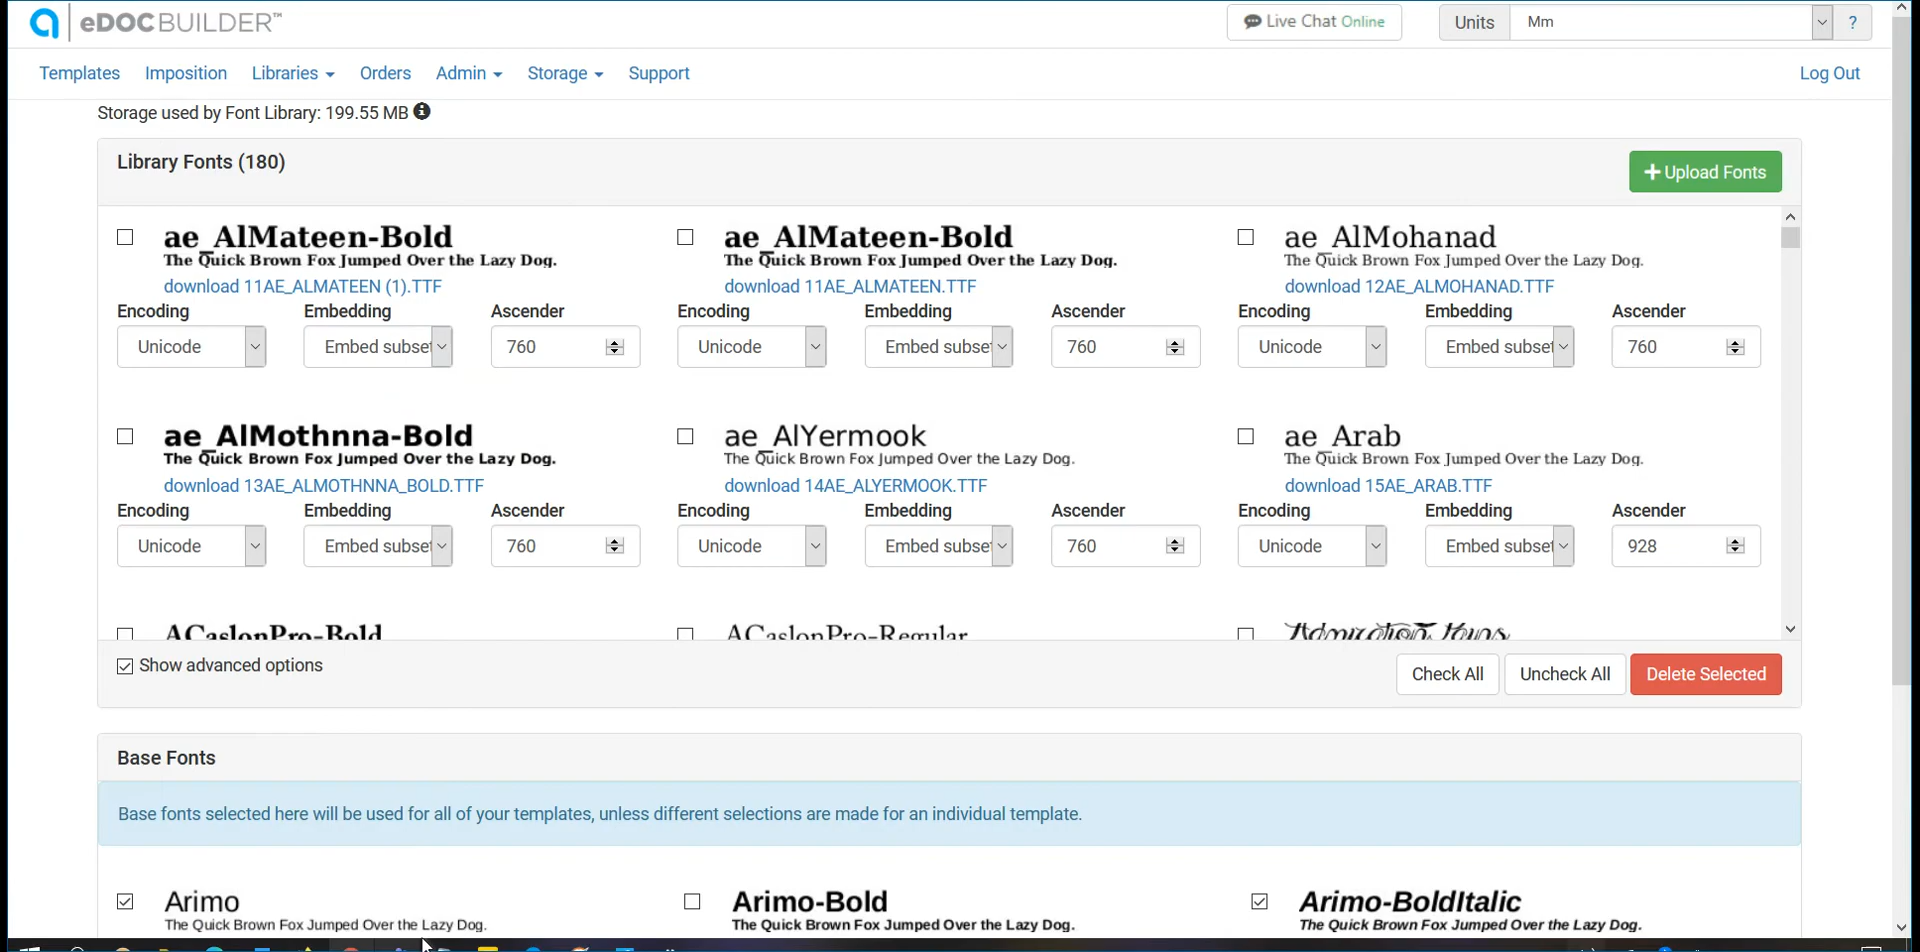 eDOCBUILDER™
Live Chat Online
Units Mm ?
Templates Imposition Libraries Orders Admin Storage Support Log Out
Storage used by Font Library: 199.55 MB
Library Fonts (180)
+ Upload Fonts
ae_AlMateen-Bold ae_AlMateen-Bold ae_AlMohanad
The Quick Brown Fox Jumped Over the Lazy Dog. The Quick Brown Fox Jumped Over the Lazy Dog. The Quick Brown Fox Jumped Over the Lazy Dog.
download 11AE_ALMATEEN (1).TTF download 11AE_ALMATEEN.TTF download 12AE_ALMOHANAD.TTF
Encoding Embedding Ascender Encoding Embedding Ascender Encoding Embedding Ascender
Unicode Embed subset 760 Unicode Embed subset 760 Unicode Embed subset 760
ae_AlMothnna-Bold ae_AlYermook ae_Arab
The Quick Brown Fox Jumped Over the Lazy Dog. The Quick Brown Fox Jumped Over the Lazy Dog. The Quick Brown Fox Jumped Over the Lazy Dog.
download 13AE_ALMOTHNNA_BOLD.TTF download 14AE_ALYERMOOK.TTF download 15AE_ARAB.TTF
Encoding Embedding Ascender Encoding Embedding Ascender Encoding Embedding Ascender
Unicode Embed subset 760 Unicode Embed subset 760 Unicode Embed subset 928
ACaslonPro-Bold ACaslonPro-Regular Admiration Pains
Show advanced options
Check All Uncheck All Delete Selected
Base Fonts
Base fonts selected here will be used for all of your templates, unless different selections are made for an individual template.
Arimo Arimo-Bold Arimo-BoldItalic
The Quick Brown Fox Jumped Over the Lazy Dog. The Quick Brown Fox Jumped Over the Lazy Dog. The Quick Brown Fox Jumped Over the Lazy Dog.